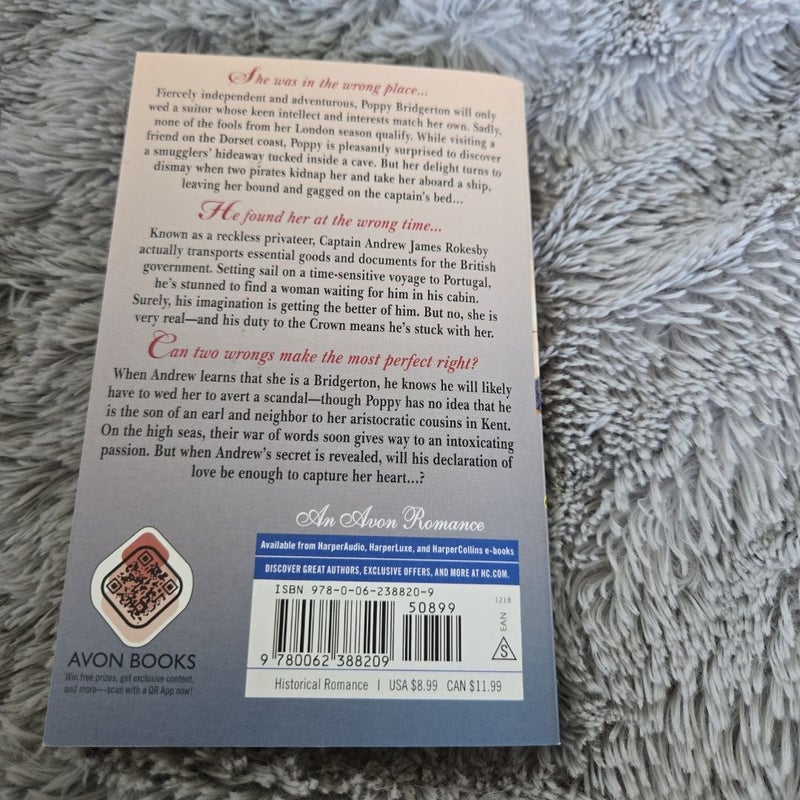 She was in the wrong place...
Fiercely independent and adventurous, Poppy Bridgerton will only
wed a suitor whose keen intellect and interests match her own. Sadly,
none of the fools from her London season qualify. While visiting a
friend on the Dorset coast, Poppy is pleasantly surprised to discover
a smugglers' hideaway tucked inside a cave. But her delight turns to
dismay when two pirates kidnap her and take her aboard a ship,
leaving her bound and gagged on the captain's bed...
He found her at the wrong time...
Known as a reckless privateer, Captain Andrew James Rokesby
actually transports essential goods and documents for the British
government. Setting sail on a time-sensitive voyage to Portugal,
he's stunned to find a woman waiting for him in his cabin.
Surely, his imagination is getting the better of him. But no, she is
very real—and his duty to the Crown means he's stuck with her.
Can two wrongs make the most perfect right?
When Andrew learns that she is a Bridgerton, he knows he will likely
have to wed her to avert a scandal—though Poppy has no idea that he
is the son of an earl and neighbor to her aristocratic cousins in Kent.
On the high seas, their war of words soon gives way to an intoxicating
passion. But when Andrew's secret is revealed, will his declaration of
love be enough to capture her heart...?
An Avon Romance
Available from HarperAudio, HarperLuxe, and HarperCollins e-books
DISCOVER GREAT AUTHORS, EXCLUSIVE OFFERS, AND MORE AT HC.COM.
ISBN 978-0-06-238820-9
50899
1218
EAN
S
9 780062 388209
Historical Romance | USA $8.99 CAN $11.99
AVON BOOKS
Win free prizes, get exclusive content,
and more—scan with a QR App now!